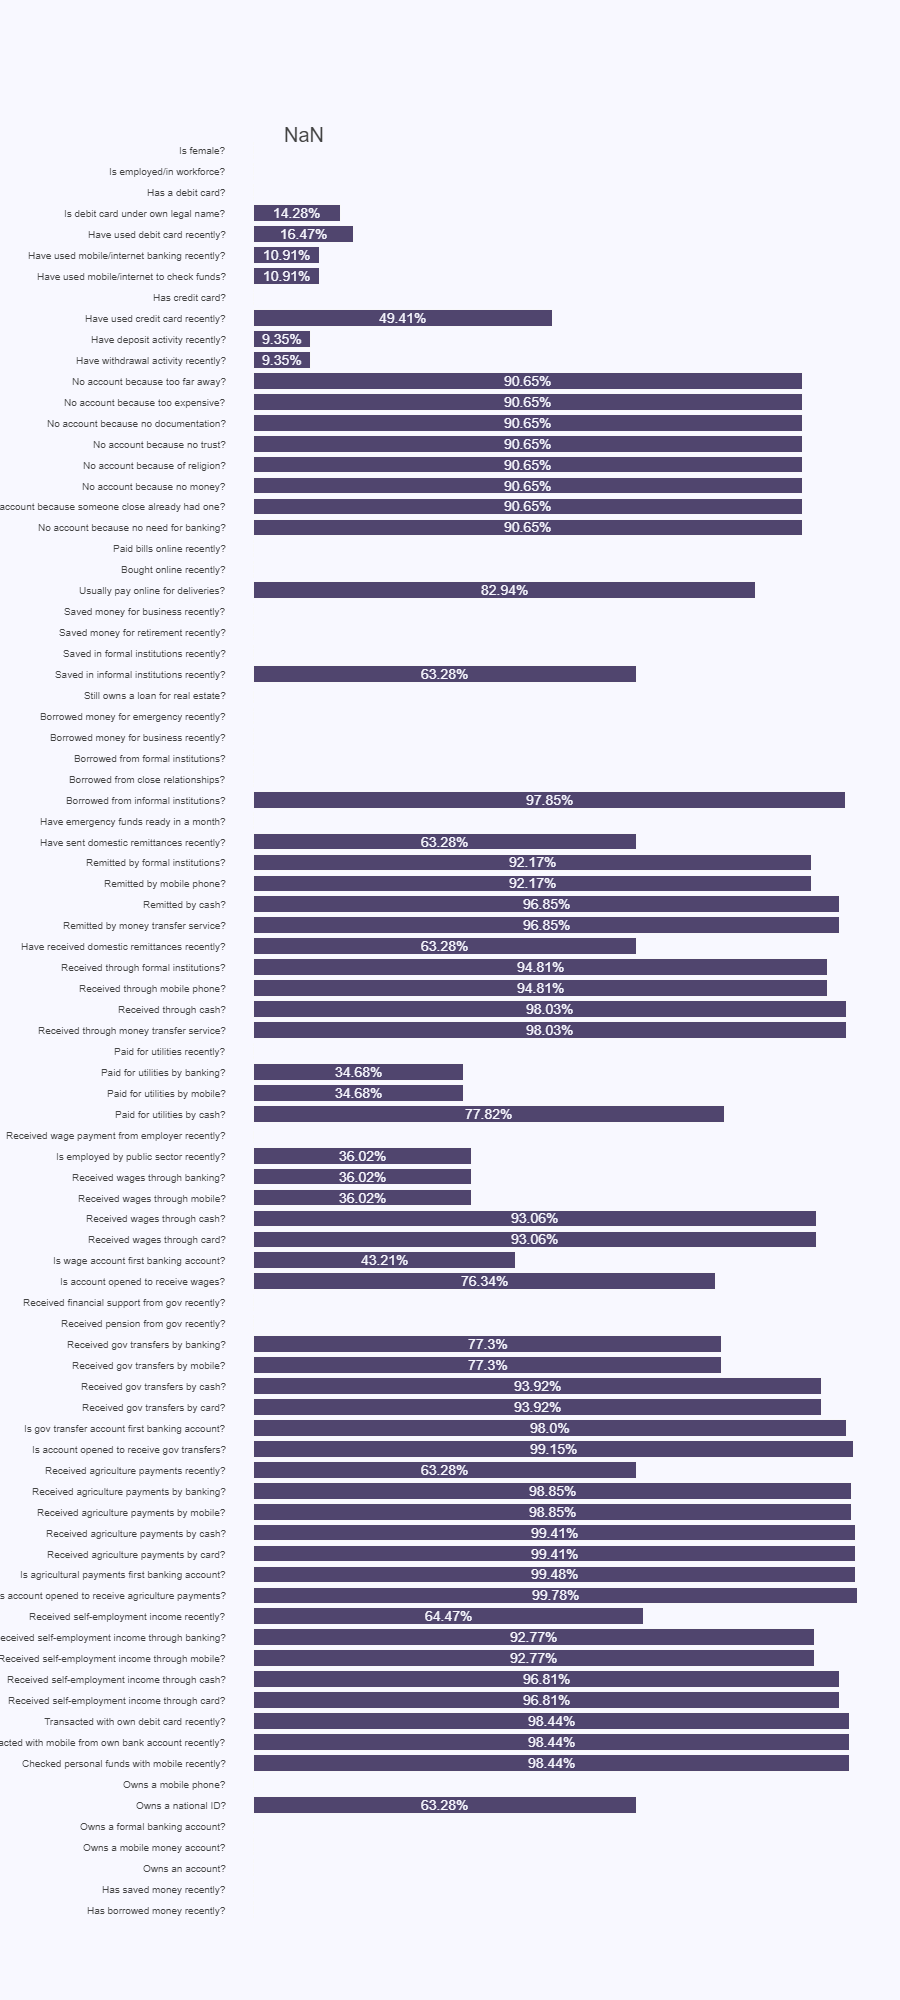 NaN
Is female?
Is employed/in workforce?
Has a debit card?
Is debit card under own legal name? 14.28%
Have used debit card recently? 16.47%
Have used mobile/internet banking recently? 10.91%
Have used mobile/internet to check funds? 10.91%
Has credit card?
Have used credit card recently? 49.41%
Have deposit activity recently? 9.35%
Have withdrawal activity recently? 9.35%
No account because too far away? 90.65%
No account because too expensive? 90.65%
No account because no documentation? 90.65%
No account because no trust? 90.65%
No account because of religion? 90.65%
No account because no money? 90.65%
account because someone close already had one? 90.65%
No account because no need for banking? 90.65%
Paid bills online recently?
Bought online recently?
Usually pay online for deliveries? 82.94%
Saved money for business recently?
Saved money for retirement recently?
Saved in formal institutions recently?
Saved in informal institutions recently? 63.28%
Still owns a loan for real estate?
Borrowed money for emergency recently?
Borrowed money for business recently?
Borrowed from formal institutions?
Borrowed from close relationships?
Borrowed from informal institutions? 97.85%
Have emergency funds ready in a month?
Have sent domestic remittances recently? 63.28%
Remitted by formal institutions? 92.17%
Remitted by mobile phone? 92.17%
Remitted by cash? 96.85%
Remitted by money transfer service? 96.85%
Have received domestic remittances recently? 63.28%
Received through formal institutions? 94.81%
Received through mobile phone? 94.81%
Received through cash? 98.03%
Received through money transfer service? 98.03%
Paid for utilities recently?
Paid for utilities by banking? 34.68%
Paid for utilities by mobile? 34.68%
Paid for utilities by cash? 77.82%
Received wage payment from employer recently?
Is employed by public sector recently? 36.02%
Received wages through banking? 36.02%
Received wages through mobile? 36.02%
Received wages through cash? 93.06%
Received wages through card? 93.06%
Is wage account first banking account? 43.21%
Is account opened to receive wages? 76.34%
Received financial support from gov recently?
Received pension from gov recently?
Received gov transfers by banking? 77.3%
Received gov transfers by mobile? 77.3%
Received gov transfers by cash? 93.92%
Received gov transfers by card? 93.92%
Is gov transfer account first banking account? 98.0%
Is account opened to receive gov transfers? 99.15%
Received agriculture payments recently? 63.28%
Received agriculture payments by banking? 98.85%
Received agriculture payments by mobile? 98.85%
Received agriculture payments by cash? 99.41%
Received agriculture payments by card? 99.41%
Is agricultural payments first banking account? 99.48%
s account opened to receive agriculture payments? 99.78%
Received self-employment income recently? 64.47%
eceived self-employment income through banking? 92.77%
Received self-employment income through mobile? 92.77%
Received self-employment income through cash? 96.81%
Received self-employment income through card? 96.81%
Transacted with own debit card recently? 98.44%
acted with mobile from own bank account recently? 98.44%
Checked personal funds with mobile recently? 98.44%
Owns a mobile phone?
Owns a national ID? 63.28%
Owns a formal banking account?
Owns a mobile money account?
Owns an account?
Has saved money recently?
Has borrowed money recently?